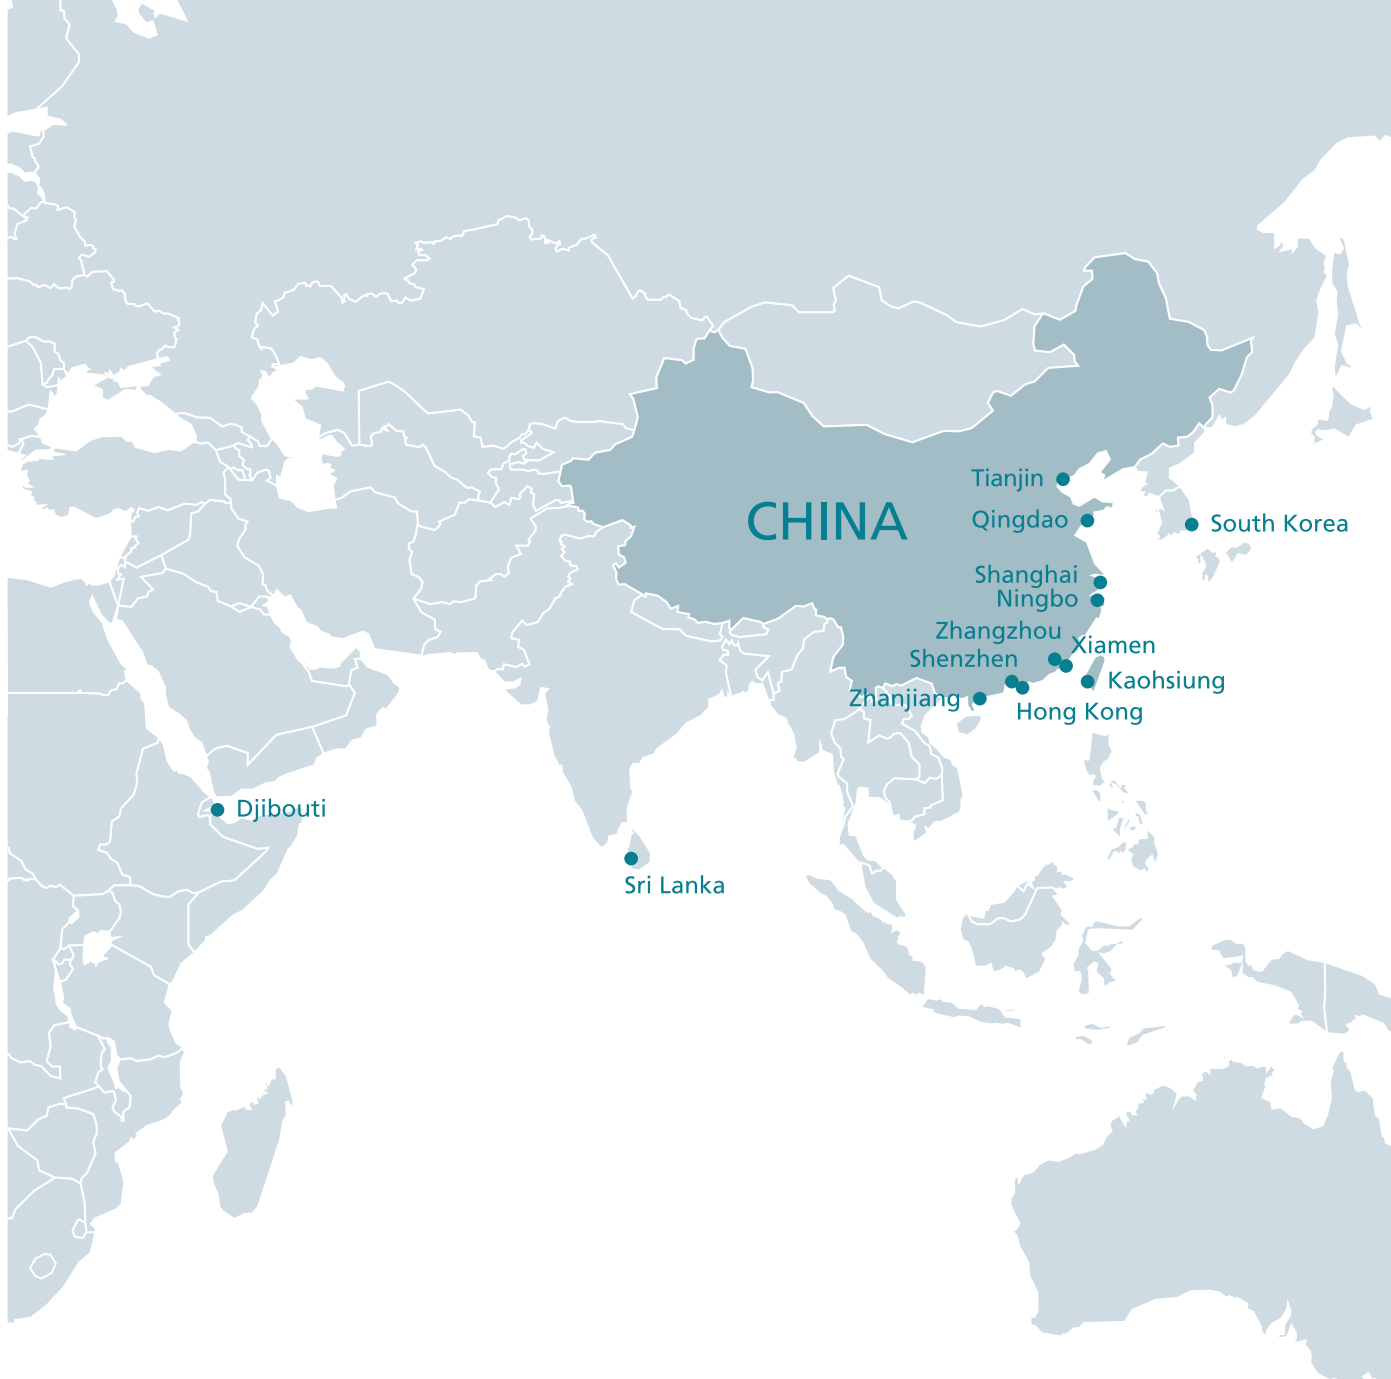 Tianjin
CHINA
Qingdao
South Korea
Shanghai
Ningbo
Zhangzhou
Xiamen
Shenzhen
Kaohsiung
Zhanjiang
Hong Kong
Djibouti
Sri Lanka